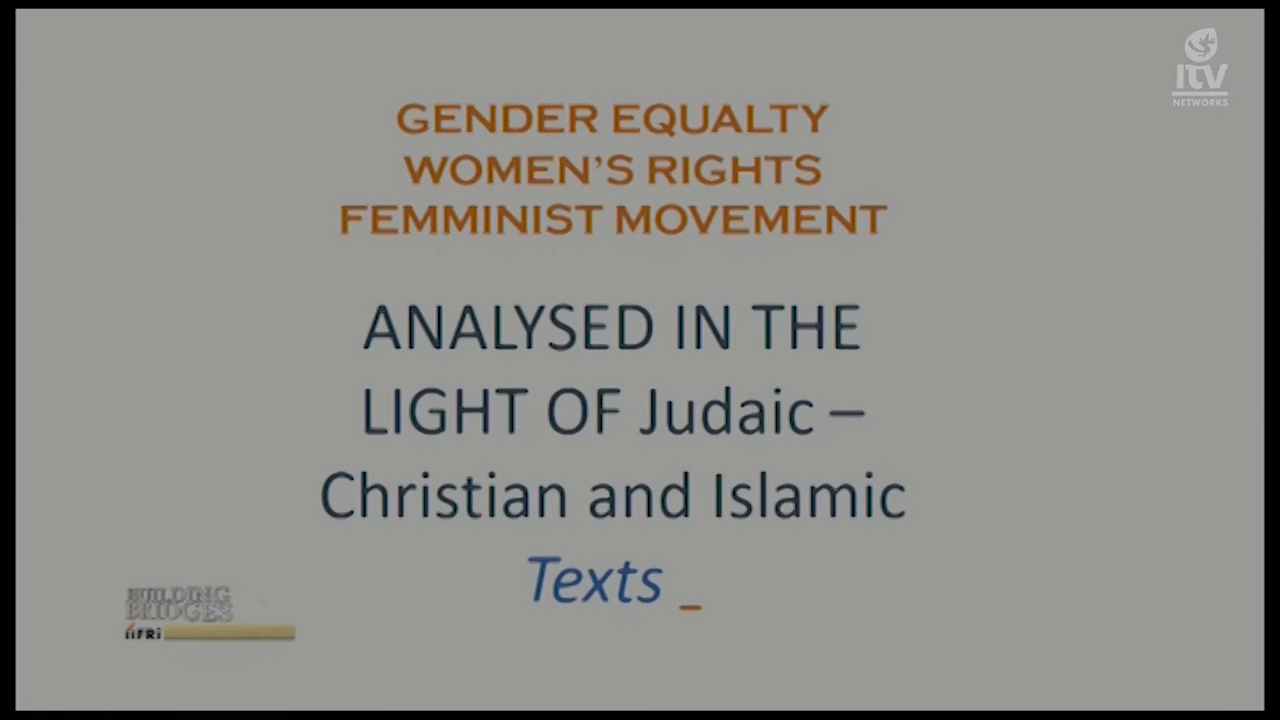 ITV
NETWORKS
GENDER EQUALTY
WOMEN'S RIGHTS
FEMMINIST MOVEMENT
ANALYSED IN THE
LIGHT OF Judaic –
Christian and Islamic
Texts _
BUILDING
BRIDGES